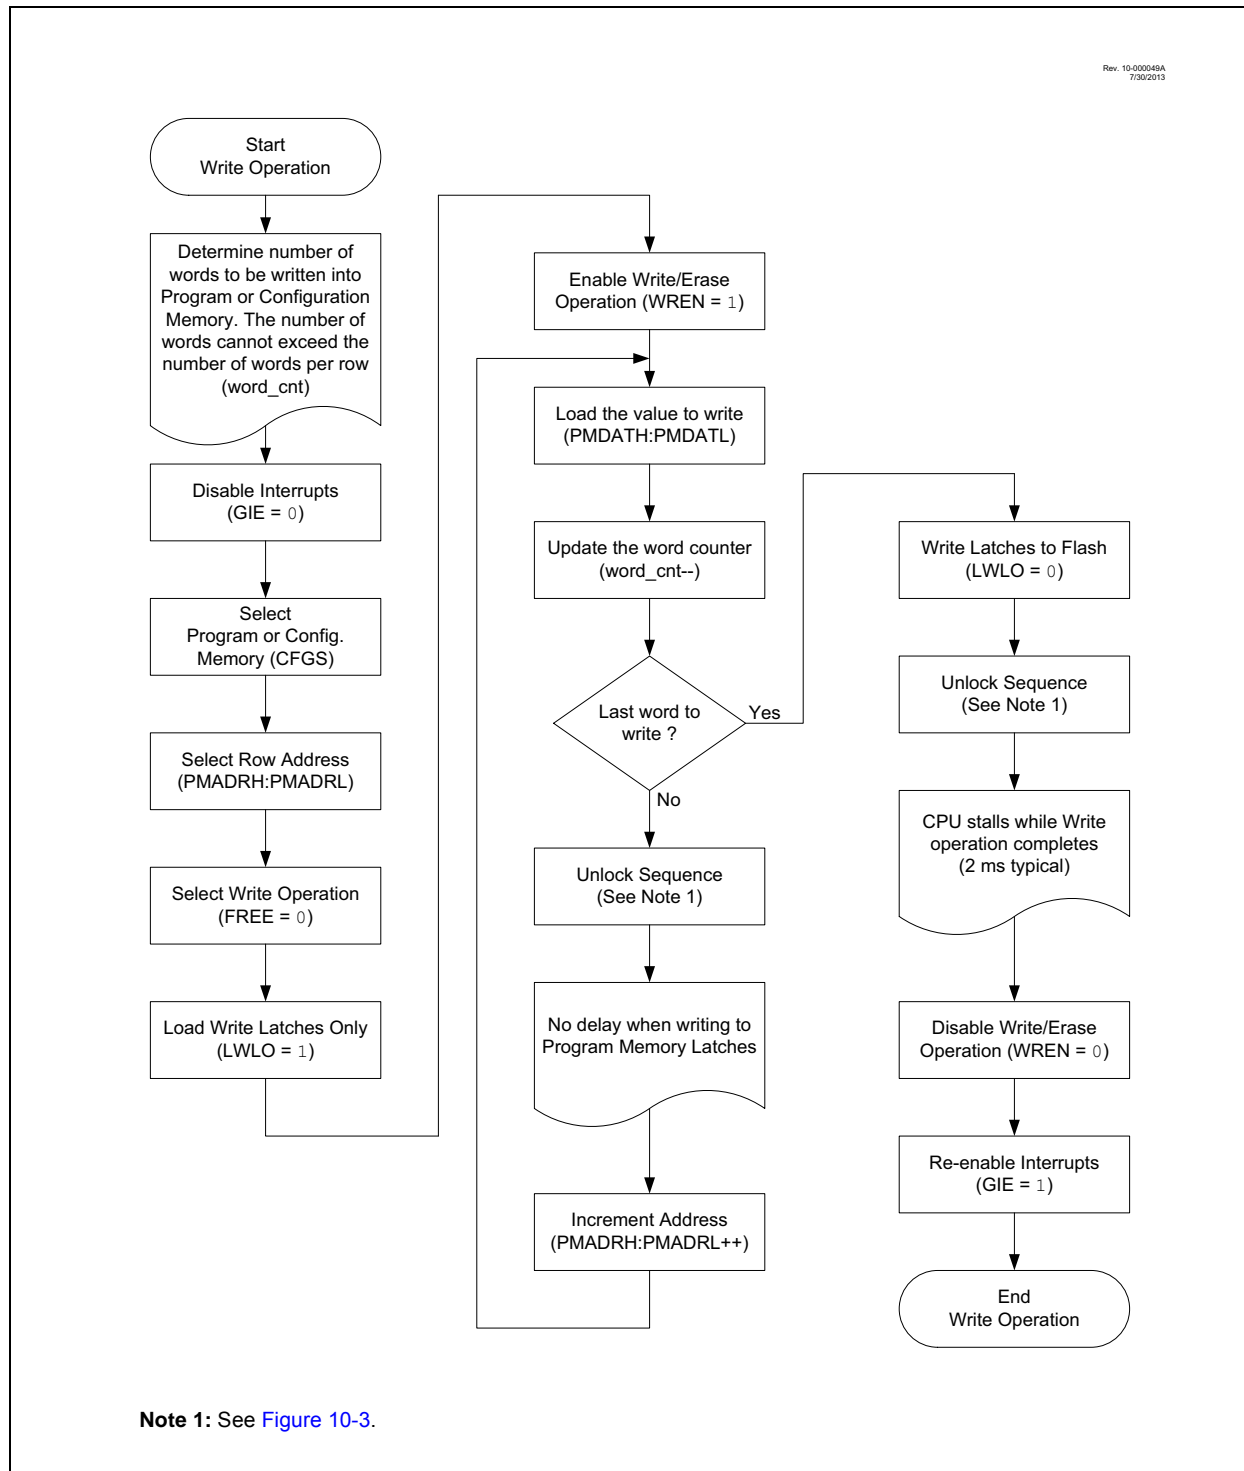 Rev. 10-000049A
7/30/2013
Start
Write Operation
Determine number of
words to be written into
Program or Configuration
Memory. The number of
words cannot exceed the
number of words per row
(word_cnt)
Disable Interrupts
(GIE = 0)
Select
Program or Config.
Memory (CFGS)
Select Row Address
(PMADRH:PMADRL)
Select Write Operation
(FREE = 0)
Load Write Latches Only
(LWLO = 1)
Enable Write/Erase
Operation (WREN = 1)
Load the value to write
(PMDATH:PMDATL)
Update the word counter
(word_cnt--)
Last word to
write ?
Yes
No
Unlock Sequence
(See Note 1)
No delay when writing to
Program Memory Latches
Increment Address
(PMADRH:PMADRL++)
Write Latches to Flash
(LWLO = 0)
Unlock Sequence
(See Note 1)
CPU stalls while Write
operation completes
(2 ms typical)
Disable Write/Erase
Operation (WREN = 0)
Re-enable Interrupts
(GIE = 1)
End
Write Operation
Note 1: See Figure 10-3.